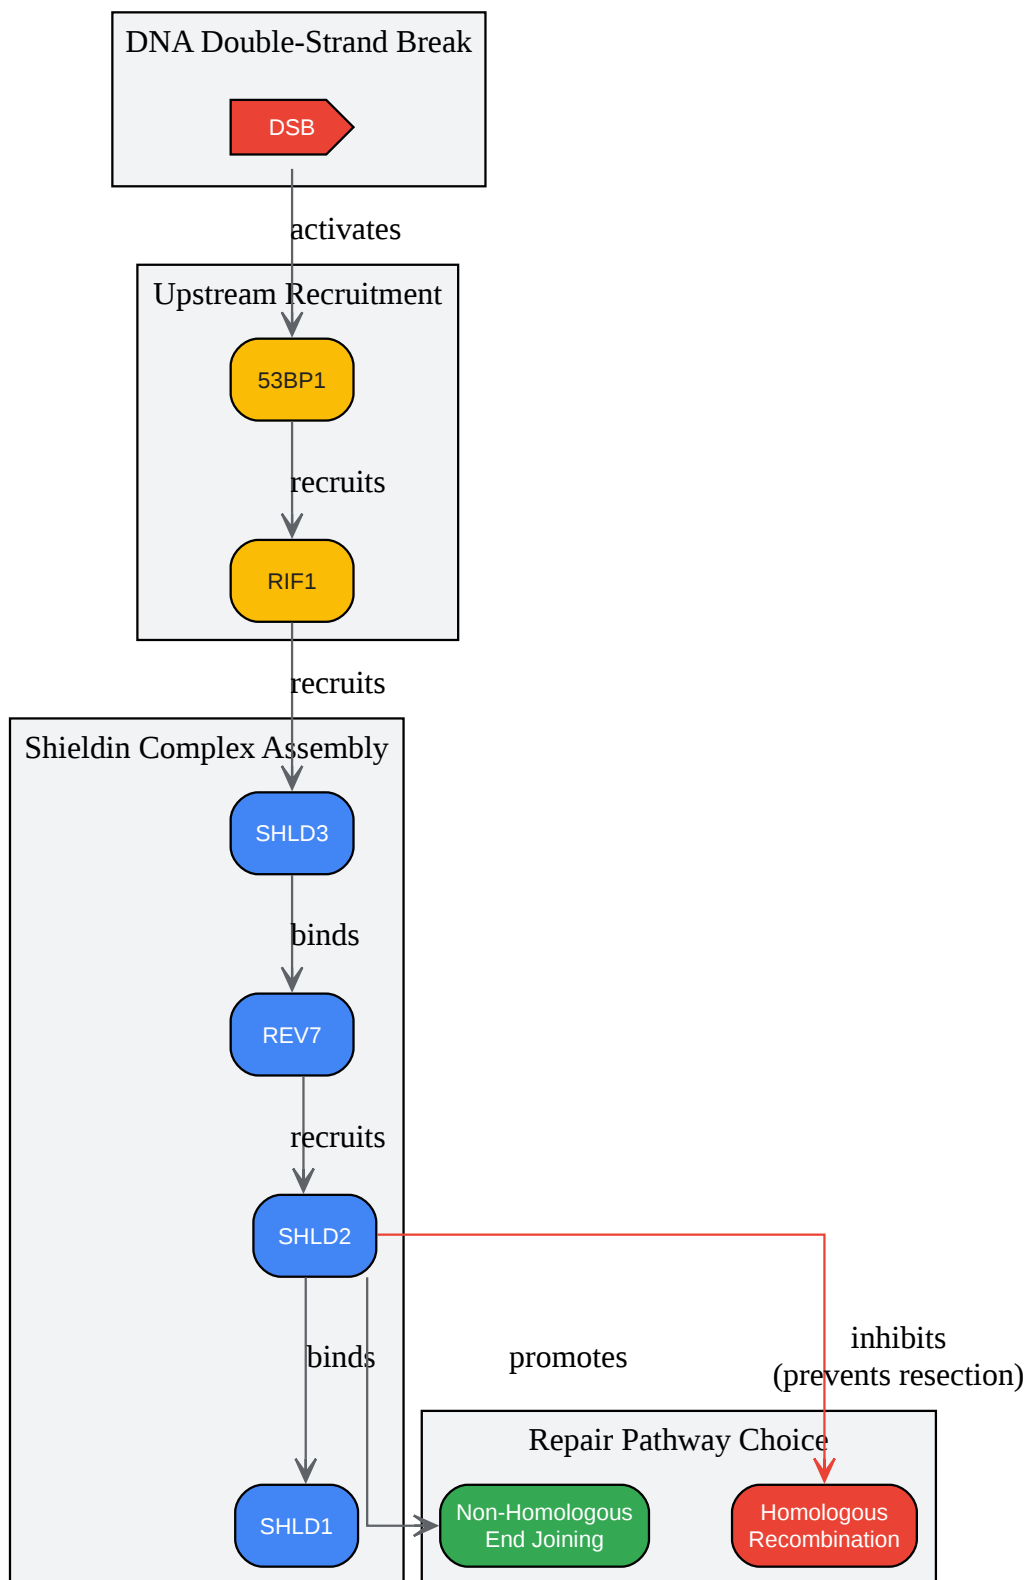 DNA Double-Strand Break
DSB
activates
Upstream Recruitment
53BP1
recruits
RIF1
recruits
Shieldin Complex Assembly
SHLD3
binds
REV7
recruits
SHLD2
binds
promotes
inhibits
(prevents resection)
Repair Pathway Choice
SHLD1
Non-Homologous
End Joining
Homologous
Recombination